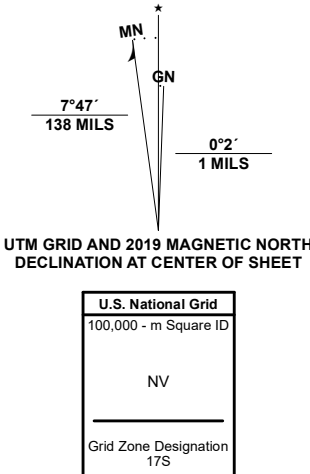 ★
MN
GN
7°47´
138 MILS
0°2´
1 MILS
UTM GRID AND 2019 MAGNETIC NORTH
DECLINATION AT CENTER OF SHEET
U.S. National Grid
100,000 - m Square ID
NV
Grid Zone Designation
17S